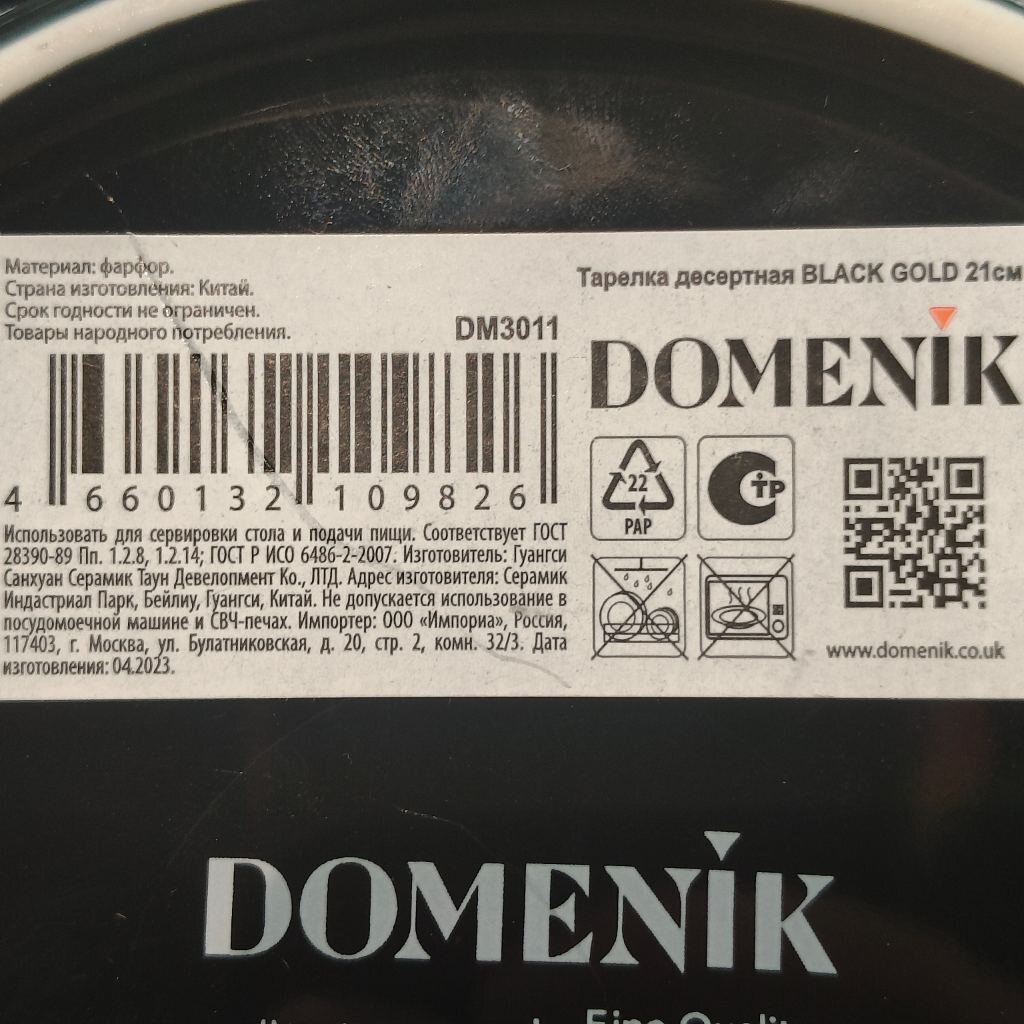 Материал: фарфор.
Страна изготовления: Китай.
Срок годности не ограничен.
Товары народного потребления.
DM3011
4 660132 109826
Использовать для сервировки стола и подачи пищи. Соответствует ГОСТ
28390-89 Пп. 1.2.8, 1.2.14; ГОСТ Р ИСО 6486-2-2007. Изготовитель: Гуангси
Санхуан Серамик Таун Девелопмент Ко., ЛТД. Адрес изготовителя: Серамик
Индастриал Парк, Бейлиу, Гуангси, Китай. Не допускается использование в
посудомоечной машине и СВЧ-печах. Импортер: ООО «Импориа», Россия,
117403, г. Москва, ул. Булатниковская, д. 20, стр. 2, комн. 32/3. Дата
изготовления: 04.2023.
Тарелка десертная BLACK GOLD 21см
DOMENIK
22
PAP
www.domenik.co.uk
DOMENIK
Fine Quality